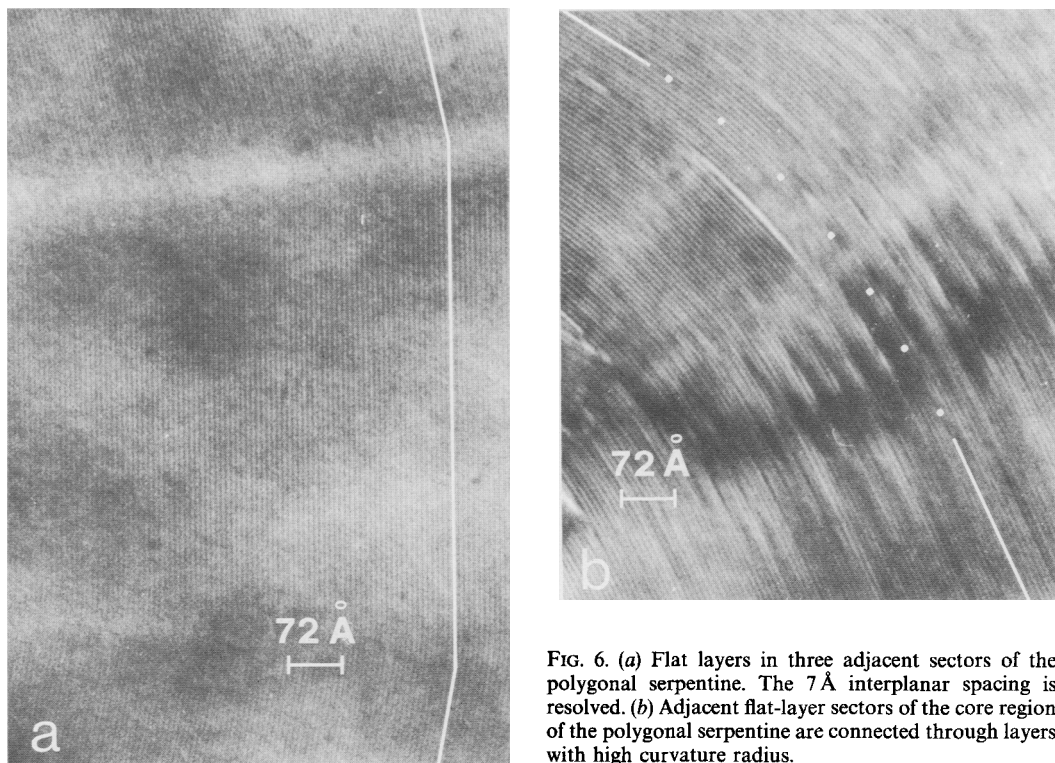 72 Å
a
72 Å
b
FIG. 6. (a) Flat layers in three adjacent sectors of the
polygonal serpentine. The 7 Å interplanar spacing is
resolved. (b) Adjacent flat-layer sectors of the core region
of the polygonal serpentine are connected through layers
with high curvature radius.